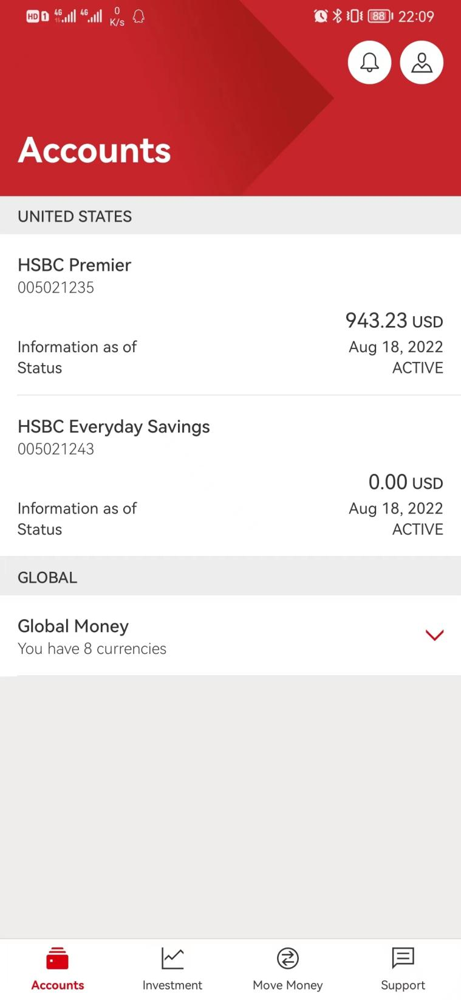 HD 1 4G 4G 0 K/s 88 22:09
Accounts
UNITED STATES
HSBC Premier
005021235
943.23 USD
Information as of Aug 18, 2022
Status ACTIVE
HSBC Everyday Savings
005021243
0.00 USD
Information as of Aug 18, 2022
Status ACTIVE
GLOBAL
Global Money
You have 8 currencies
Accounts Investment Move Money Support